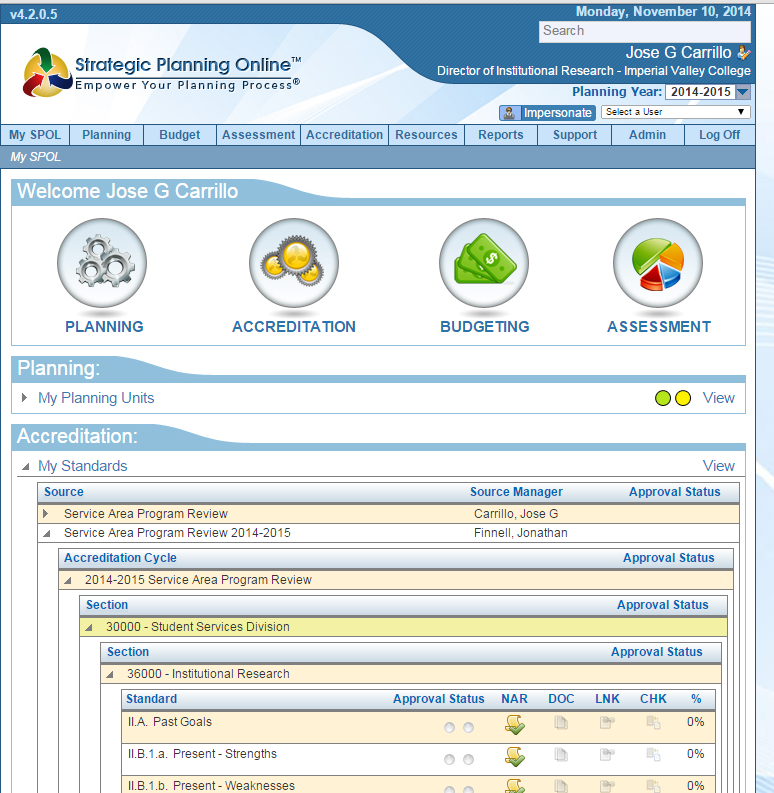 v4.2.0.5
Monday, November 10, 2014
Search
Jose G Carrillo
Strategic Planning Online™
Empower Your Planning Process®
Director of Institutional Research - Imperial Valley College
Planning Year: 2014-2015
Impersonate Select a User
My SPOL Planning Budget Assessment Accreditation Resources Reports Support Admin Log Off
My SPOL
Welcome Jose G Carrillo
$
PLANNING ACCREDITATION BUDGETING ASSESSMENT
Planning:
My Planning Units View
Accreditation:
My Standards View
Source Source Manager Approval Status
Service Area Program Review Carrillo, Jose G
Service Area Program Review 2014-2015 Finnell, Jonathan
Accreditation Cycle Approval Status
2014-2015 Service Area Program Review
Section Approval Status
30000 - Student Services Division
Section Approval Status
36000 - Institutional Research
Standard Approval Status NAR DOC LNK CHK %
II.A. Past Goals 0%
II.B.1.a. Present - Strengths 0%
II.B.1.b. Present - Weaknesses 0%